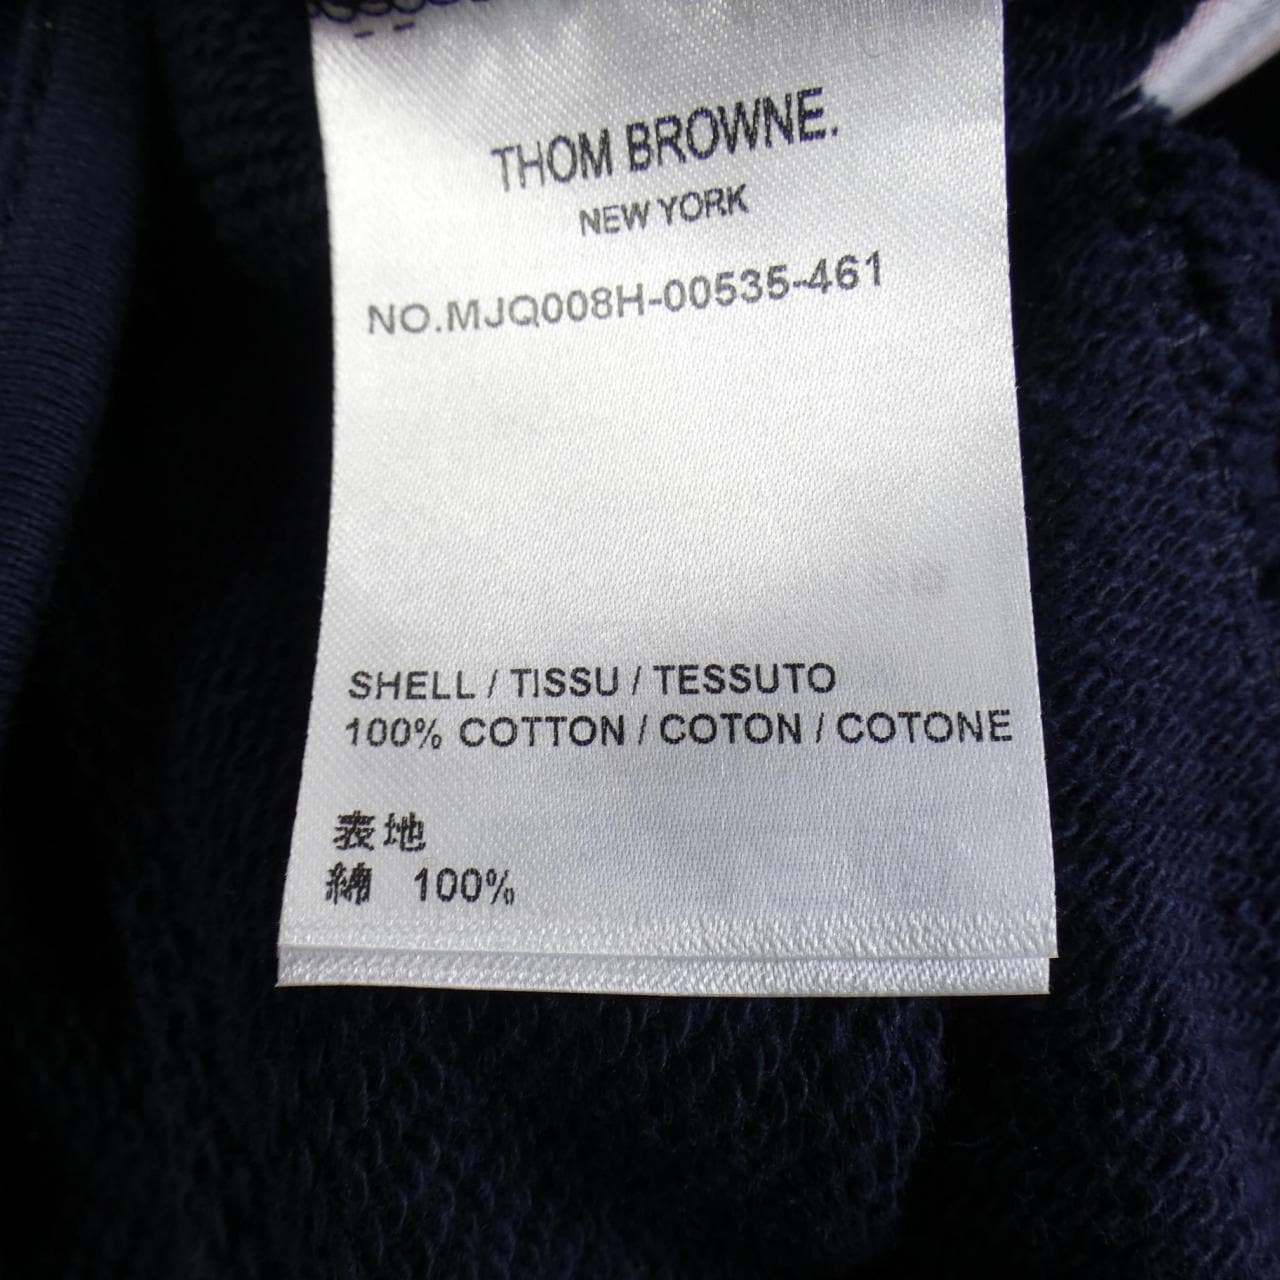 THOM BROWNE.
NEW YORK
NO.MJQ008H-00535-461
SHELL / TISSU / TESSUTO
100% COTTON / COTON / COTONE
表地
綿 100%